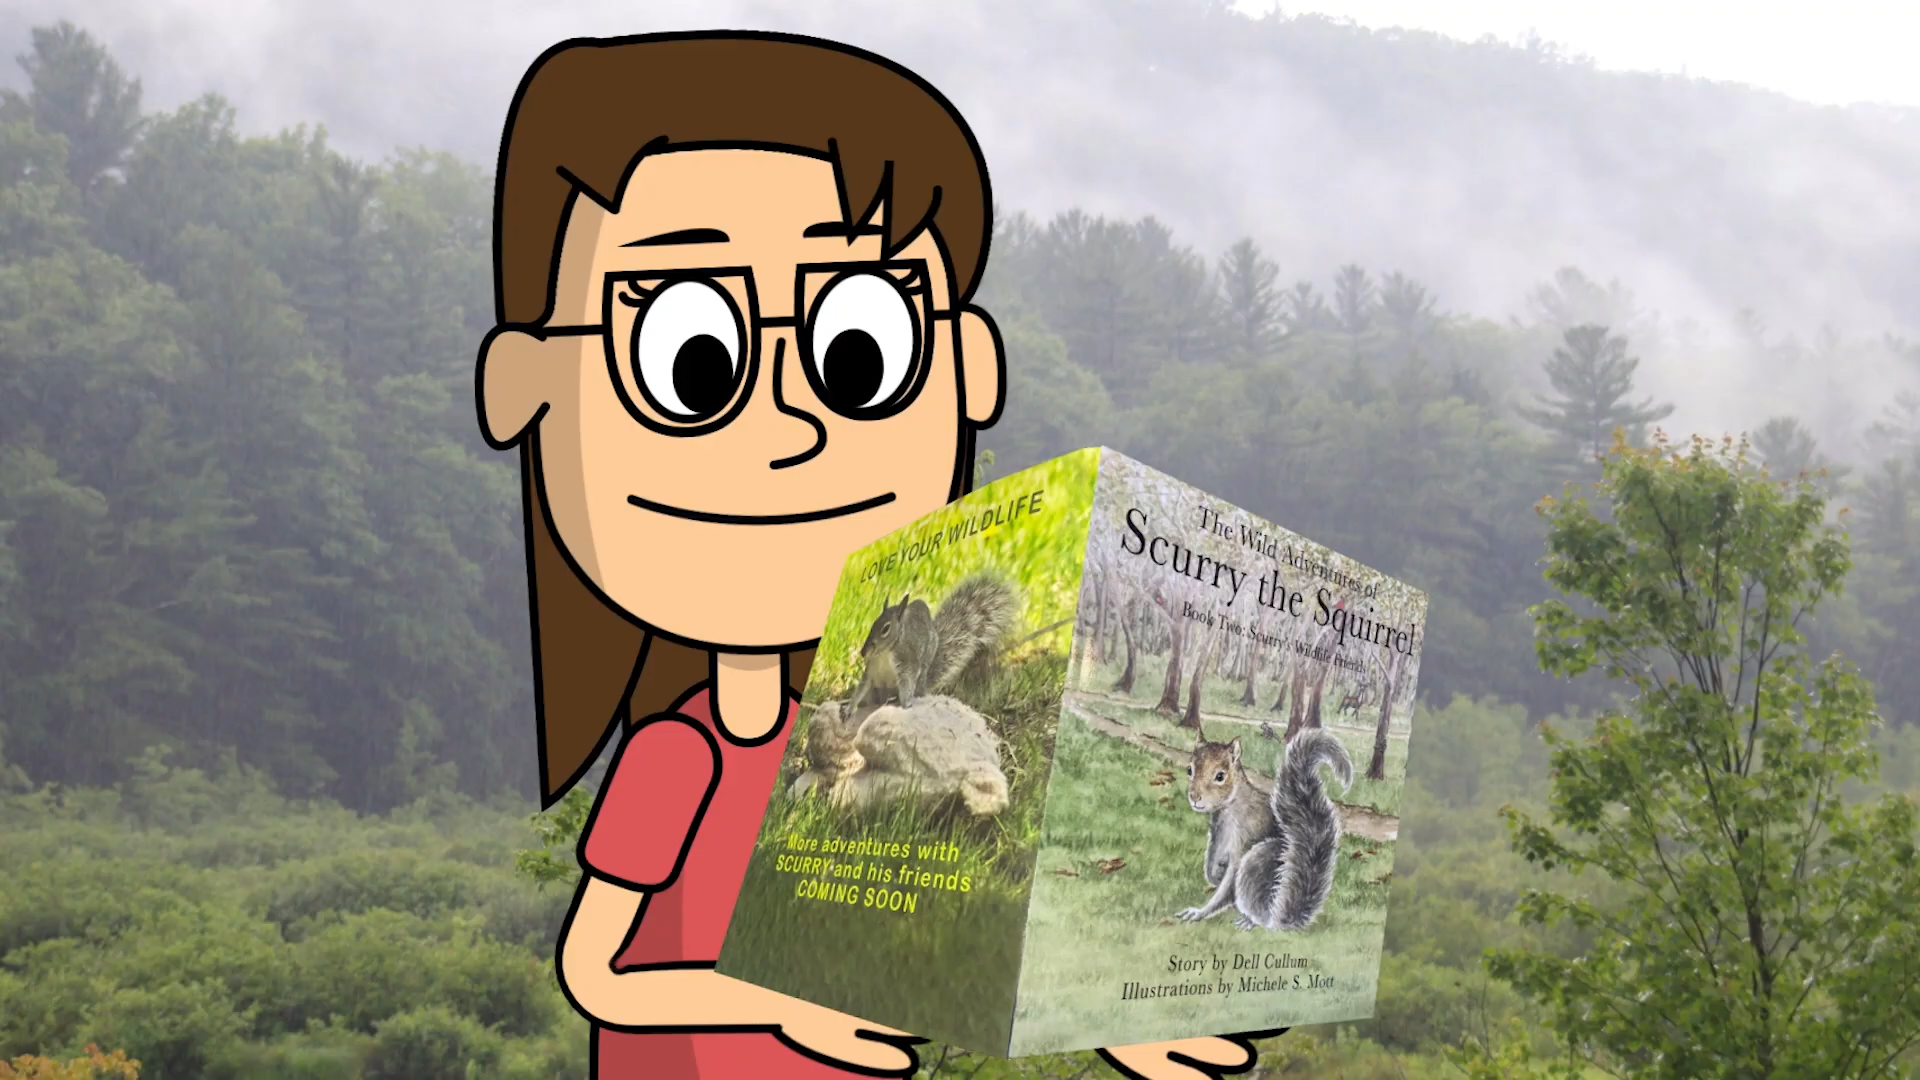 LOVE YOUR WILDLIFE
More adventures with
SCURRY and his friends
COMING SOON
The Wild Adventures of
Scurry the Squirrel
Book Two: Scurry's Wildlife Friends
Story by Dell Cullum
Illustrations by Michele S. Mott